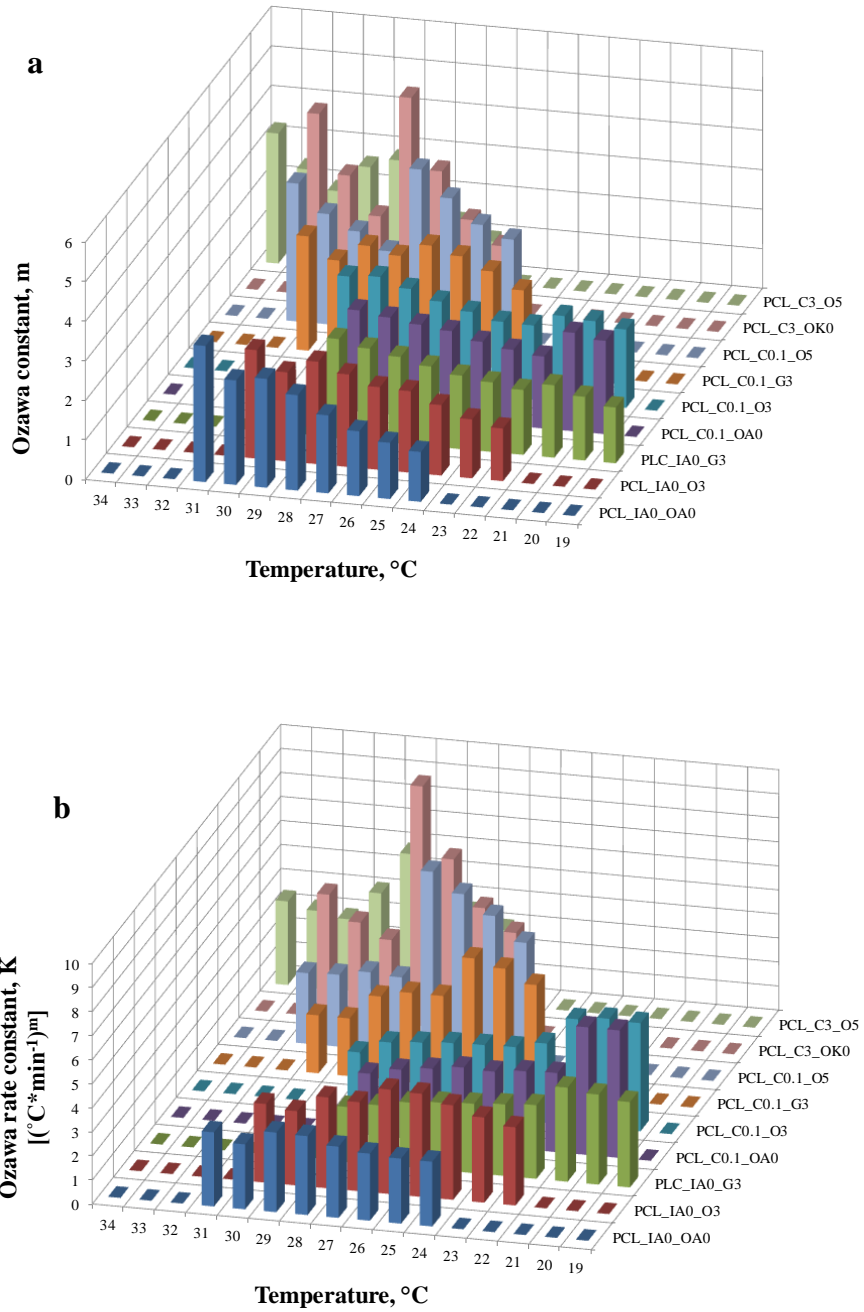 a
6
5
4
3
2
1
0
Ozawa constant, m
34 33 32 31 30 29 28 27 26 25 24 23 22 21 20 19
Temperature, °C
PCL_C3_O5
PCL_C3_OK0
PCL_C0.1_O5
PCL_C0.1_G3
PCL_C0.1_O3
PCL_C0.1_OA0
PLC_IA0_G3
PCL_IA0_O3
PCL_IA0_OA0
b
10
9
8
7
6
5
4
3
2
1
0
Ozawa rate constant, K
[(°C*min-1)m]
34 33 32 31 30 29 28 27 26 25 24 23 22 21 20 19
Temperature, °C
PCL_C3_O5
PCL_C3_OK0
PCL_C0.1_O5
PCL_C0.1_G3
PCL_C0.1_O3
PCL_C0.1_OA0
PLC_IA0_G3
PCL_IA0_O3
PCL_IA0_OA0